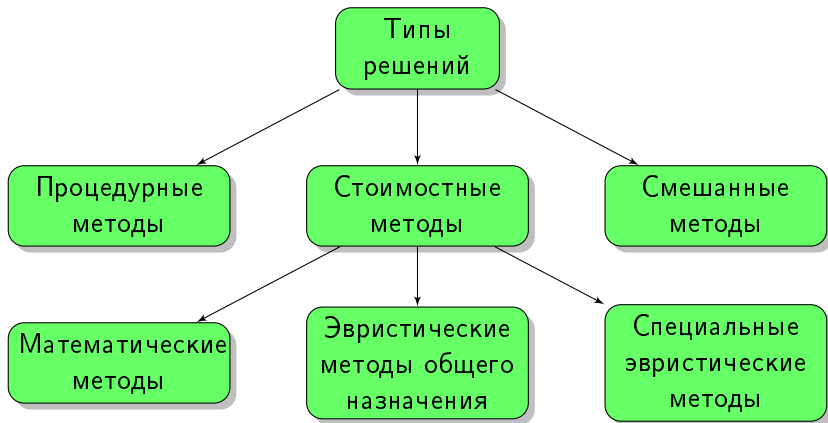 Типы
решений
Процедурные
методы
Стоимостные
методы
Смешанные
методы
Математические
методы
Эвристические
методы общего
назначения
Специальные
эвристические
методы